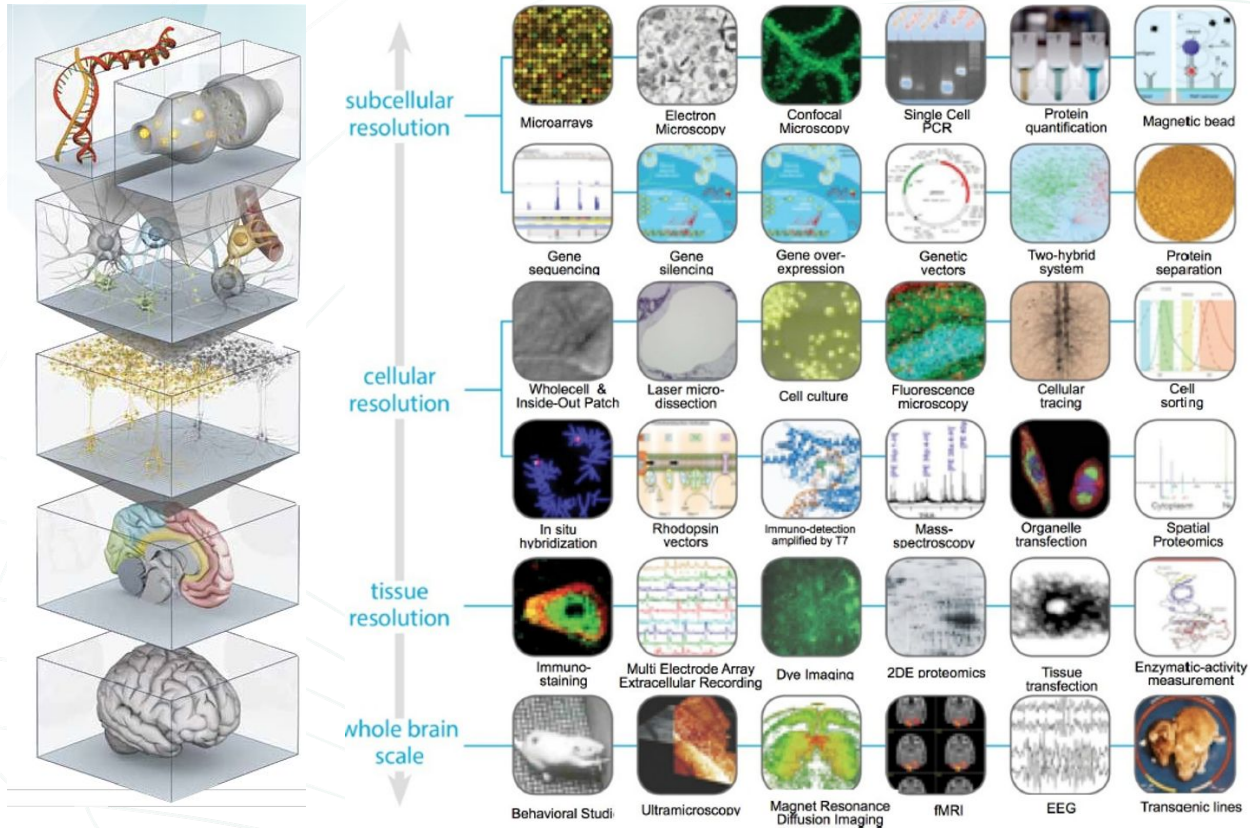 subcellular
resolution
Microarrays
Electron
Microscopy
Confocal
Microscopy
Single Cell
PCR
Protein
quantification
Magnetic bead
Gene
sequencing
Gene
silencing
Gene over-
expression
Genetic
vectors
Two-hybrid
system
Protein
separation
cellular
resolution
Wholecell &
Inside-Out Patch
Laser micro-
dissection
Cell culture
Fluorescence
microscopy
Cellular
tracing
Cell
sorting
In situ
hybridization
Rhodopsin
vectors
Immuno-detection
amplified by T7
Mass-
spectroscopy
Organelle
transfection
Cytoplasm
Spatial
Proteomics
tissue
resolution
Immuno-
staining
Multi Electrode Array
Extracellular Recording
Dye Imaging
2DE proteomics
Tissue
transfection
Enzymatic-activity
measurement
whole brain
scale
Behavioral Studi
Ultramicroscopy
Magnet Resonance
Diffusion Imaging
fMRI
EEG
Transgenic lines